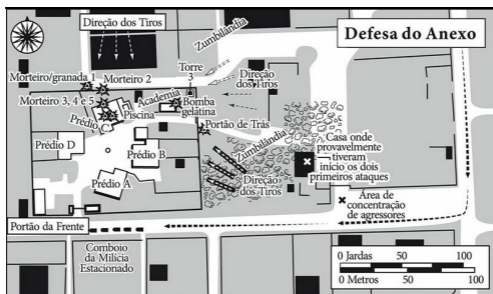 Direção dos Tiros
Zumbilândia
Defesa do Anexo
Morteiro/granada 1
Morteiro 2
Torre
3
Direção
dos Tiros
Morteiro 3, 4 e 5
Academia
Piscina
Bomba
gelatina
Prédio C
Portão de Trás
Zumbilândia
Casa onde
provavelmente
tiveram
início os dois
primeiros ataques
Prédio D
Prédio B
Prédio A
Direção
dos Tiros
Área de
concentração
de agressores
Portão da Frente
Comboio
da Milícia
Estacionado
0 Jardas 50 100
0 Metros 50 100